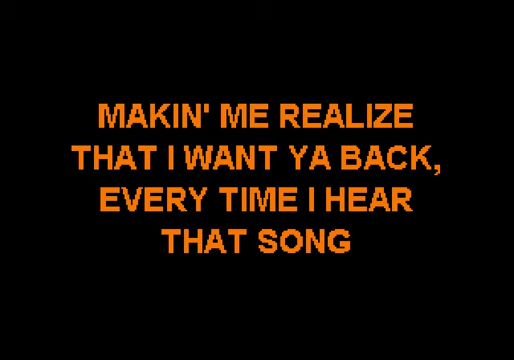 MAKIN' ME REALIZE
THAT I WANT YA BACK,
EVERY TIME I HEAR
THAT SONG